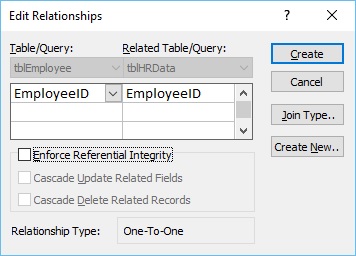 Edit Relationships
?
Table/Query: Related Table/Query:
tblEmployee tblHRData
EmployeeID EmployeeID
Enforce Referential Integrity
Cascade Update Related Fields
Cascade Delete Related Records
Relationship Type: One-To-One
Create
Cancel
Join Type..
Create New..